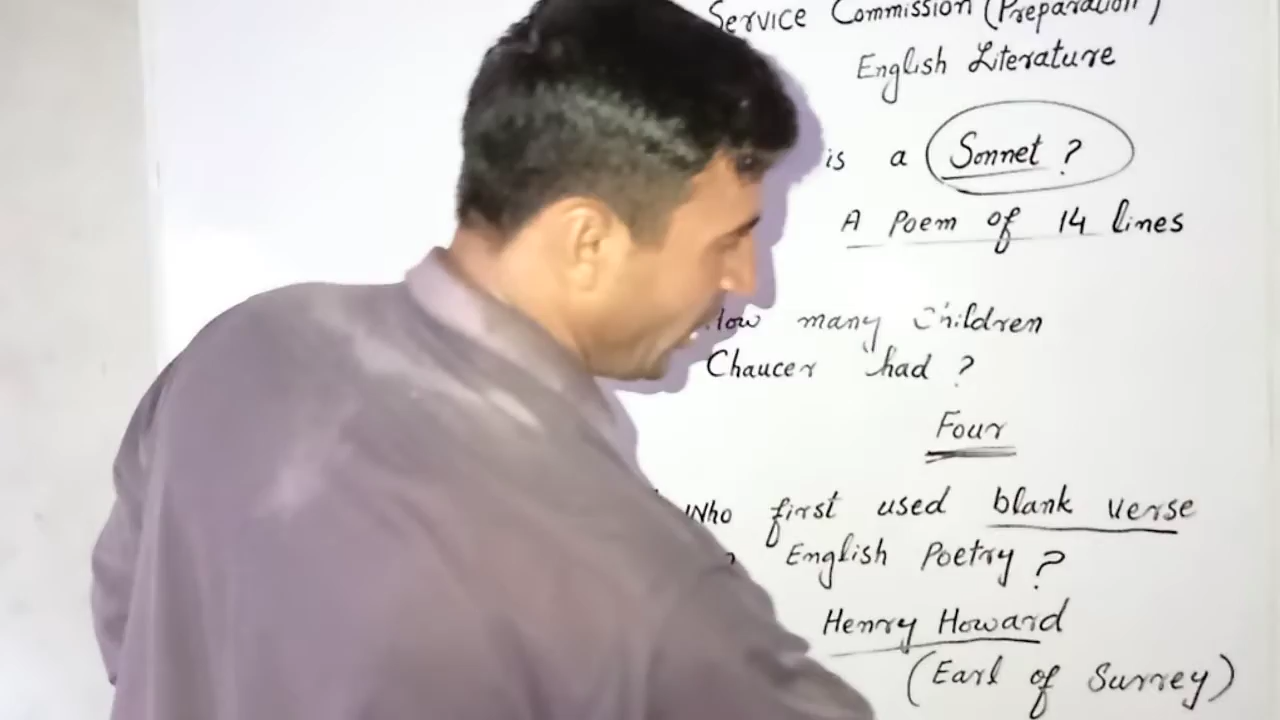 Service Commission (Preparation)
English Literature
is a Sonnet ?
A Poem of 14 lines
How many Children
Chaucer had ?
Four
Who first used blank verse
English Poetry ?
Henry Howard
(Earl of Surrey)